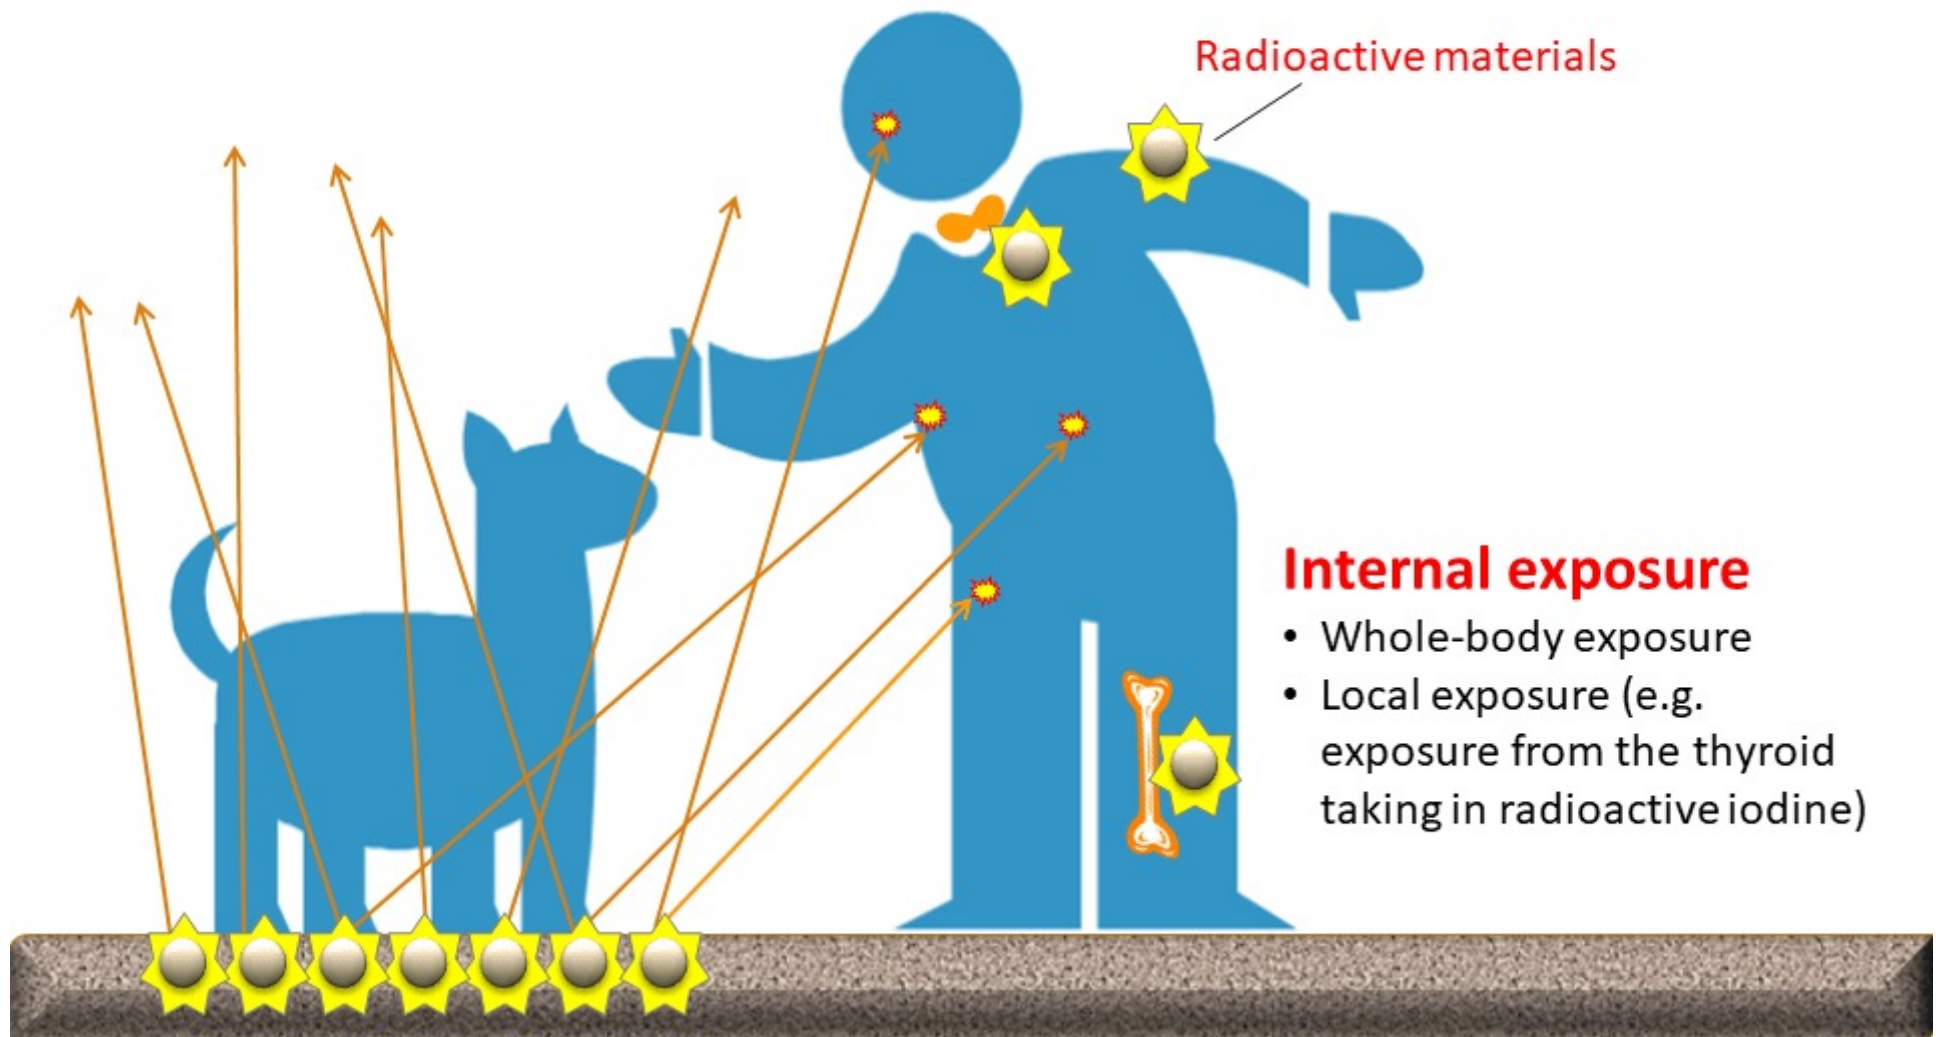 Radioactive materials
Internal exposure
• Whole-body exposure
• Local exposure (e.g.
exposure from the thyroid
taking in radioactive iodine)